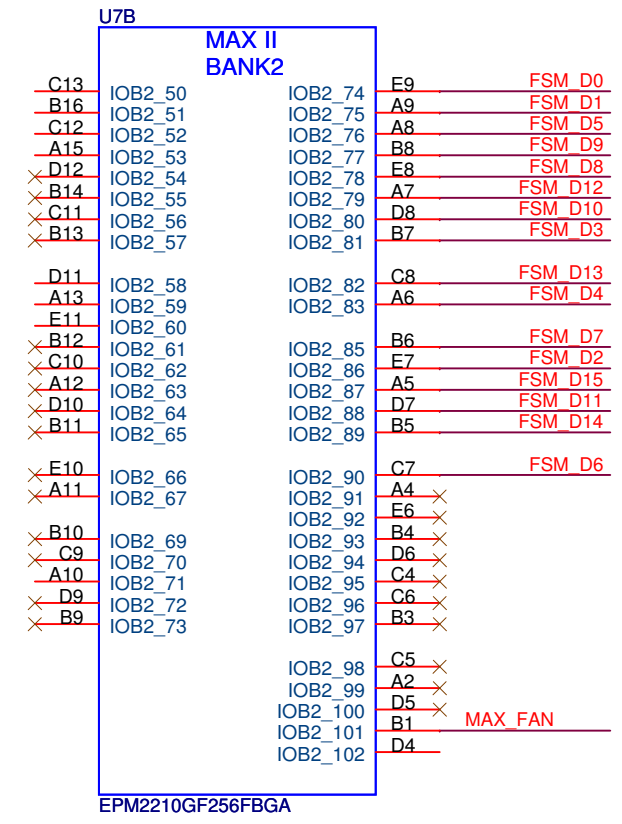 U7B
MAX II
BANK2
C13 IOB2_50 IOB2_74 E9 FSM_D0
B16 IOB2_51 IOB2_75 A9 FSM_D1
C12 IOB2_52 IOB2_76 A8 FSM_D5
A15 IOB2_53 IOB2_77 B8 FSM_D9
D12 IOB2_54 IOB2_78 E8 FSM_D8
B14 IOB2_55 IOB2_79 A7 FSM_D12
C11 IOB2_56 IOB2_80 D8 FSM_D10
B13 IOB2_57 IOB2_81 B7 FSM_D3
D11 IOB2_58 IOB2_82 C8 FSM_D13
A13 IOB2_59 IOB2_83 A6 FSM_D4
E11 IOB2_60
B12 IOB2_61 IOB2_85 B6 FSM_D7
C10 IOB2_62 IOB2_86 E7 FSM_D2
A12 IOB2_63 IOB2_87 A5 FSM_D15
D10 IOB2_64 IOB2_88 D7 FSM_D11
B11 IOB2_65 IOB2_89 B5 FSM_D14
E10 IOB2_66 IOB2_90 C7 FSM_D6
A11 IOB2_67 IOB2_91 A4
IOB2_92 E6
B10 IOB2_69 IOB2_93 B4
C9 IOB2_70 IOB2_94 D6
A10 IOB2_71 IOB2_95 C4
D9 IOB2_72 IOB2_96 C6
B9 IOB2_73 IOB2_97 B3
IOB2_98 C5
IOB2_99 A2
IOB2_100 D5
IOB2_101 B1 MAX_FAN
IOB2_102 D4
EPM2210GF256FBGA